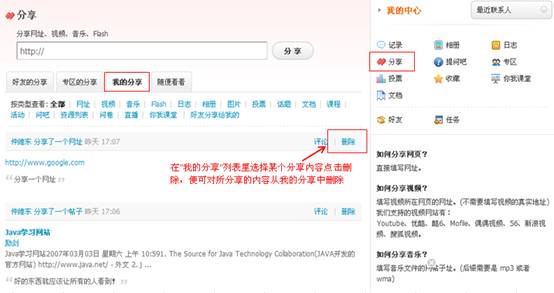 分享
分享网址、视频、音乐、Flash
http://
分 享
好友的分享 专区的分享 我的分享 随便看看
按类型查看: 全部 | 网址 | 视频 | 音乐 | Flash | 日志 | 相册 | 图片 | 投票 | 话题 | 文档 | 课程 |
活动 | 问吧 | 资源列表 | 问卷 | 直播 | 你我课堂 | 好友分享给我的
仲维东 分享了一个网址 昨天 17:07
评论 | 删除
http://www.google.com
分享一个网址
在"我的分享"列表里选择某个分享内容点击删
除，便可对所分享的内容从我的分享中删除
仲维东 分享了一个帖子 昨天 17:06
评论 | 删除
Java学习网站
Java学习网站2007年03月03日 星期六 上午 10:591. The Source for Java Technology Collaboration(JAVA开发的
官方网站) http://www.java.net/ - 外文 2. j ...
好的东西就应该让所有的人看到!
我的中心
最近联系人
记录 相册 日志
分享 提问吧 专区
投票 收藏 你我课堂
文档
好友 任务
如何分享网页?
直接填写网址。
如何分享视频?
填写视频所在页网的网址。(不需要填写视频的真实地址)
我们支持的视频网站有：
Youtube、优酷、酷6、Mofile、偶偶视频、56、新浪视
频、搜狐视频。
如何分享音乐?
填写音乐文件的 网址。(后缀需要是 mp3 或者
wma)